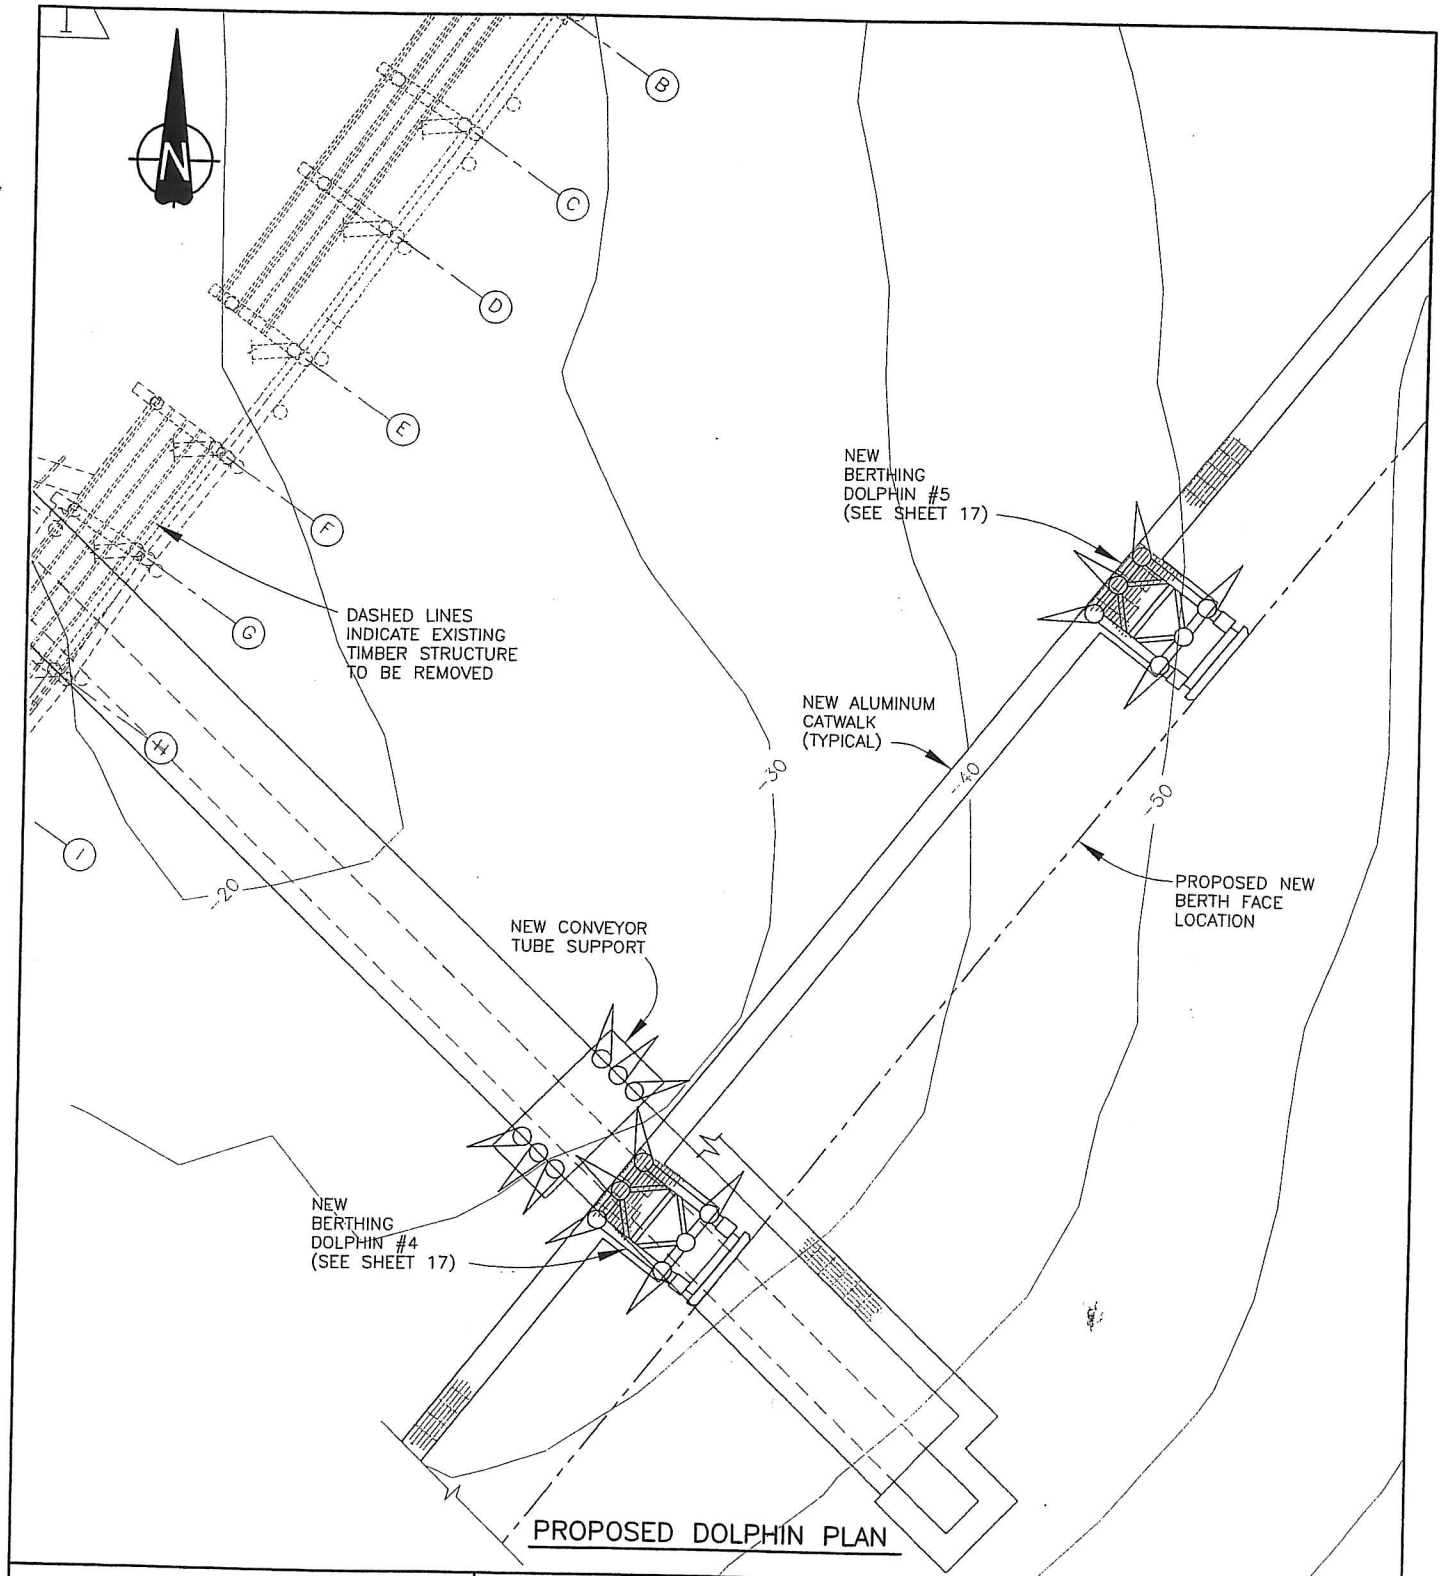 N
B
C
D
E
F
G
H
I
NEW
BERTHING
DOLPHIN #5
(SEE SHEET 17)
DASHED LINES
INDICATE EXISTING
TIMBER STRUCTURE
TO BE REMOVED
NEW ALUMINUM
CATWALK
(TYPICAL)
-30
-40
-50
-20
PROPOSED NEW
BERTH FACE
LOCATION
NEW CONVEYOR
TUBE SUPPORT
NEW
BERTHING
DOLPHIN #4
(SEE SHEET 17)
PROPOSED DOLPHIN PLAN